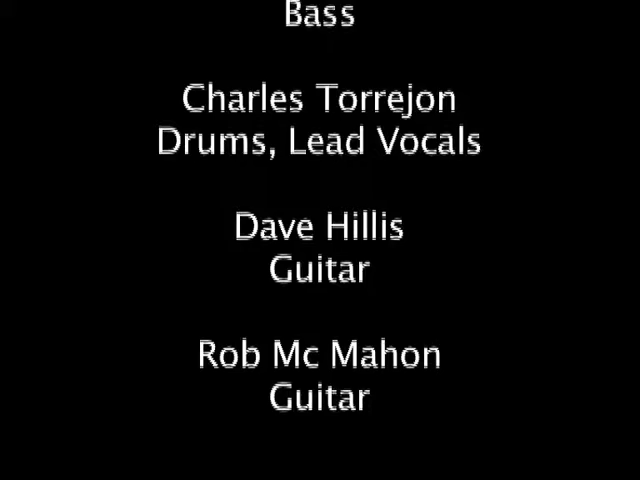 Bass
Charles Torrejon
Drums, Lead Vocals
Dave Hillis
Guitar
Rob Mc Mahon
Guitar